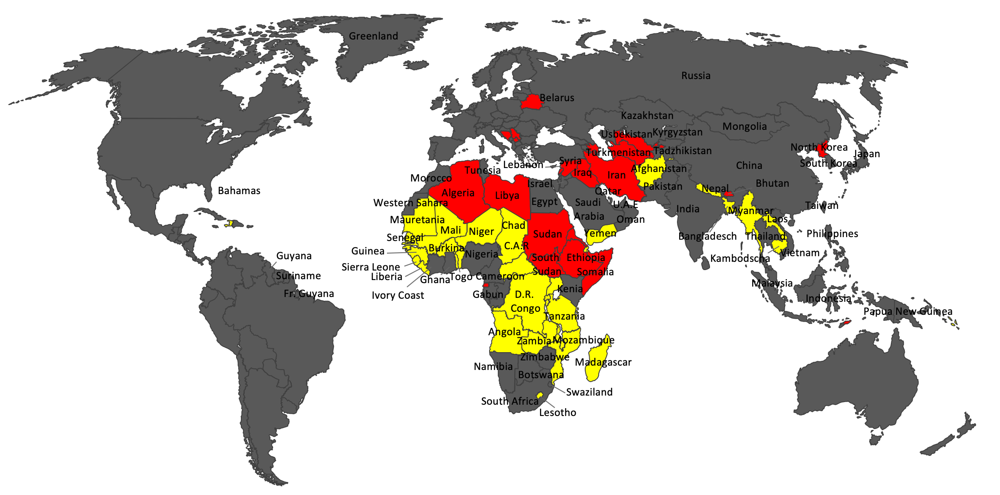 Greenland
Russia
Belarus
Kazakhstan
Mongolia
Usbekistan
Kyrgyzstan
North Korea
Turkmenistan
Tadzhikistan
Japan
Syria
Lebanon
South Korea
China
Tunesia
Afghanistan
Iraq
Iran
Morocco
Israel
Bhutan
Pakistan
Nepal
Bahamas
Qatar
Algeria
Libya
Western Sahara
Egypt
Saudi
Arabia
U.A.E
India
Taiwan
Myanmar
Mauretania
Oman
Laos
Chad
Mali
Niger
Sudan
Yemen
Bangladesch
Thailand
Philippines
Senegal
C.A.R
Burkina
Guinea
Nigeria
Vietnam
Guyana
South
Sudan
Ethiopia
Kambodscha
Sierra Leone
Somalia
Suriname
Liberia
Ghana
Togo
Cameroon
Malaysia
Fr. Guyana
Ivory Coast
Gabun
D.R.
Congo
Kenia
Indonesia
Papua New Guinea
Tanzania
Angola
Zambia
Mozambique
Zimbabwe
Madagascar
Namibia
Botswana
Swaziland
South Africa
Lesotho